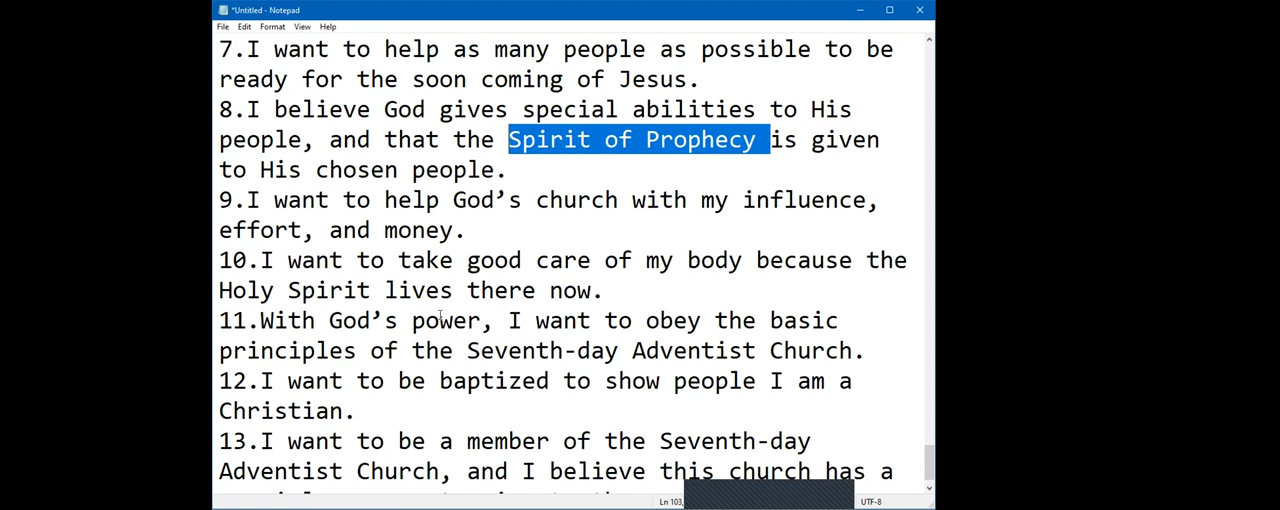 *Untitled - Notepad
File Edit Format View Help
7.I want to help as many people as possible to be
ready for the soon coming of Jesus.
8.I believe God gives special abilities to His
people, and that the Spirit of Prophecy is given
to His chosen people.
9.I want to help God’s church with my influence,
effort, and money.
10.I want to take good care of my body because the
Holy Spirit lives there now.
11.With God’s power, I want to obey the basic
principles of the Seventh-day Adventist Church.
12.I want to be baptized to show people I am a
Christian.
13.I want to be a member of the Seventh-day
Adventist Church, and I believe this church has a
Ln 103, UTF-8